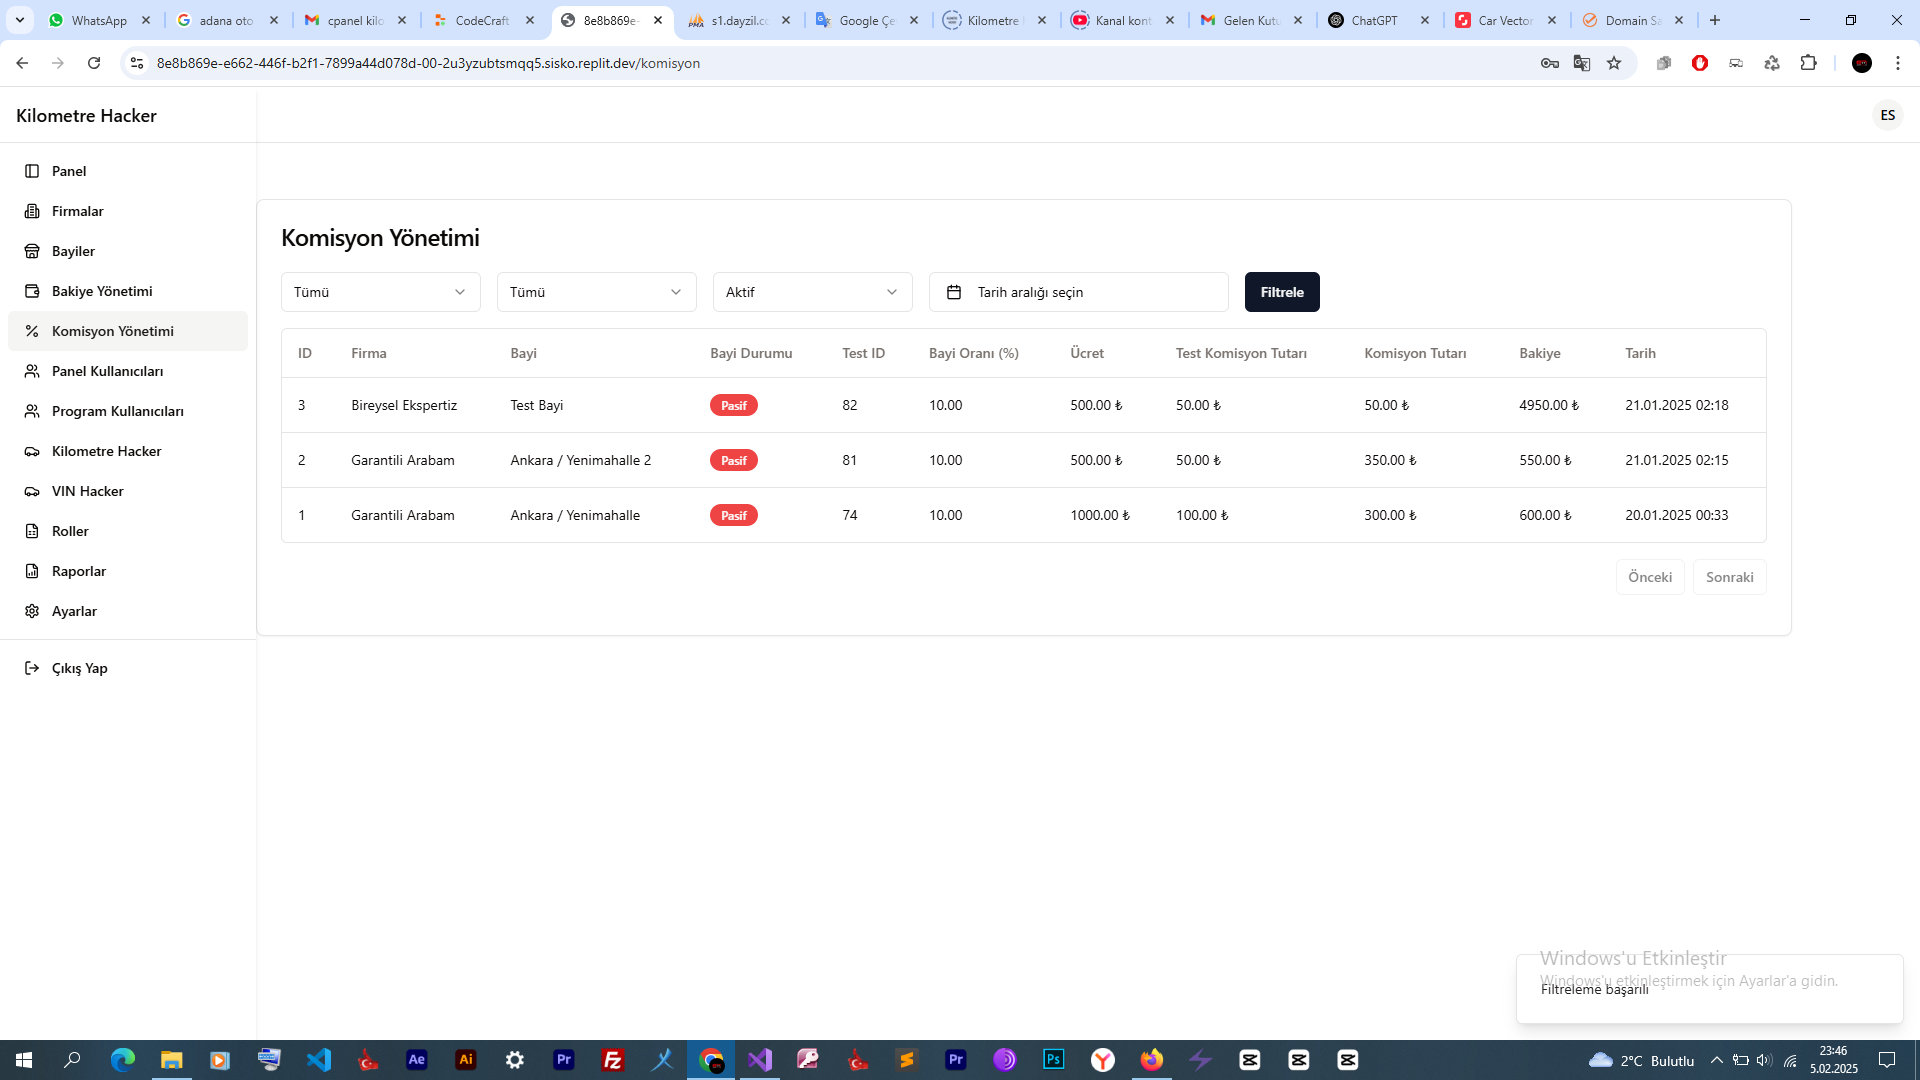 WhatsApp
adana oto
cpanel kilo
CodeCraft
8e8b869e-
s1.dayzil.c
Google Çe
Kilometre
Kanal kont
Gelen Kutu
ChatGPT
Car Vector
Domain Sa
8e8b869e-e662-446f-b2f1-7899a44d078d-00-2u3yzubtsmqq5.sisko.replit.dev/komisyon
Kilometre Hacker
ES
Panel
Firmalar
Bayiler
Bakiye Yönetimi
Komisyon Yönetimi
Panel Kullanıcıları
Program Kullanıcıları
Kilometre Hacker
VIN Hacker
Roller
Raporlar
Ayarlar
Çıkış Yap
Komisyon Yönetimi
Tümü Tümü Aktif Tarih aralığı seçin Filtrele
ID Firma Bayi Bayi Durumu Test ID Bayi Oranı (%) Ücret Test Komisyon Tutarı Komisyon Tutarı Bakiye Tarih
3 Bireysel Ekspertiz Test Bayi Pasif 82 10.00 500.00 ₺ 50.00 ₺ 50.00 ₺ 4950.00 ₺ 21.01.2025 02:18
2 Garantili Arabam Ankara / Yenimahalle 2 Pasif 81 10.00 500.00 ₺ 50.00 ₺ 350.00 ₺ 550.00 ₺ 21.01.2025 02:15
1 Garantili Arabam Ankara / Yenimahalle Pasif 74 10.00 1000.00 ₺ 100.00 ₺ 300.00 ₺ 600.00 ₺ 20.01.2025 00:33
Önceki Sonraki
Windows'u Etkinleştir
Windows'u etkinleştirmek için Ayarlar'a gidin.
Filtreleme başarılı
Ae
Ai
Pr
Fz
Pr
Ps
2°C Bulutlu
23:46
5.02.2025